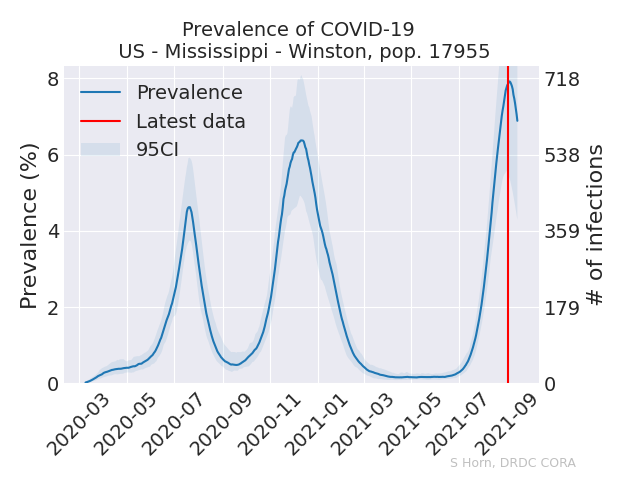 Prevalence of COVID-19
US - Mississippi - Winston, pop. 17955
Prevalence
Latest data
95CI
Prevalence (%)
8
6
4
2
0
718
538
359
179
0
# of infections
2020-03
2020-05
2020-07
2020-09
2020-11
2021-01
2021-03
2021-05
2021-07
2021-09
S Horn, DRDC CORA